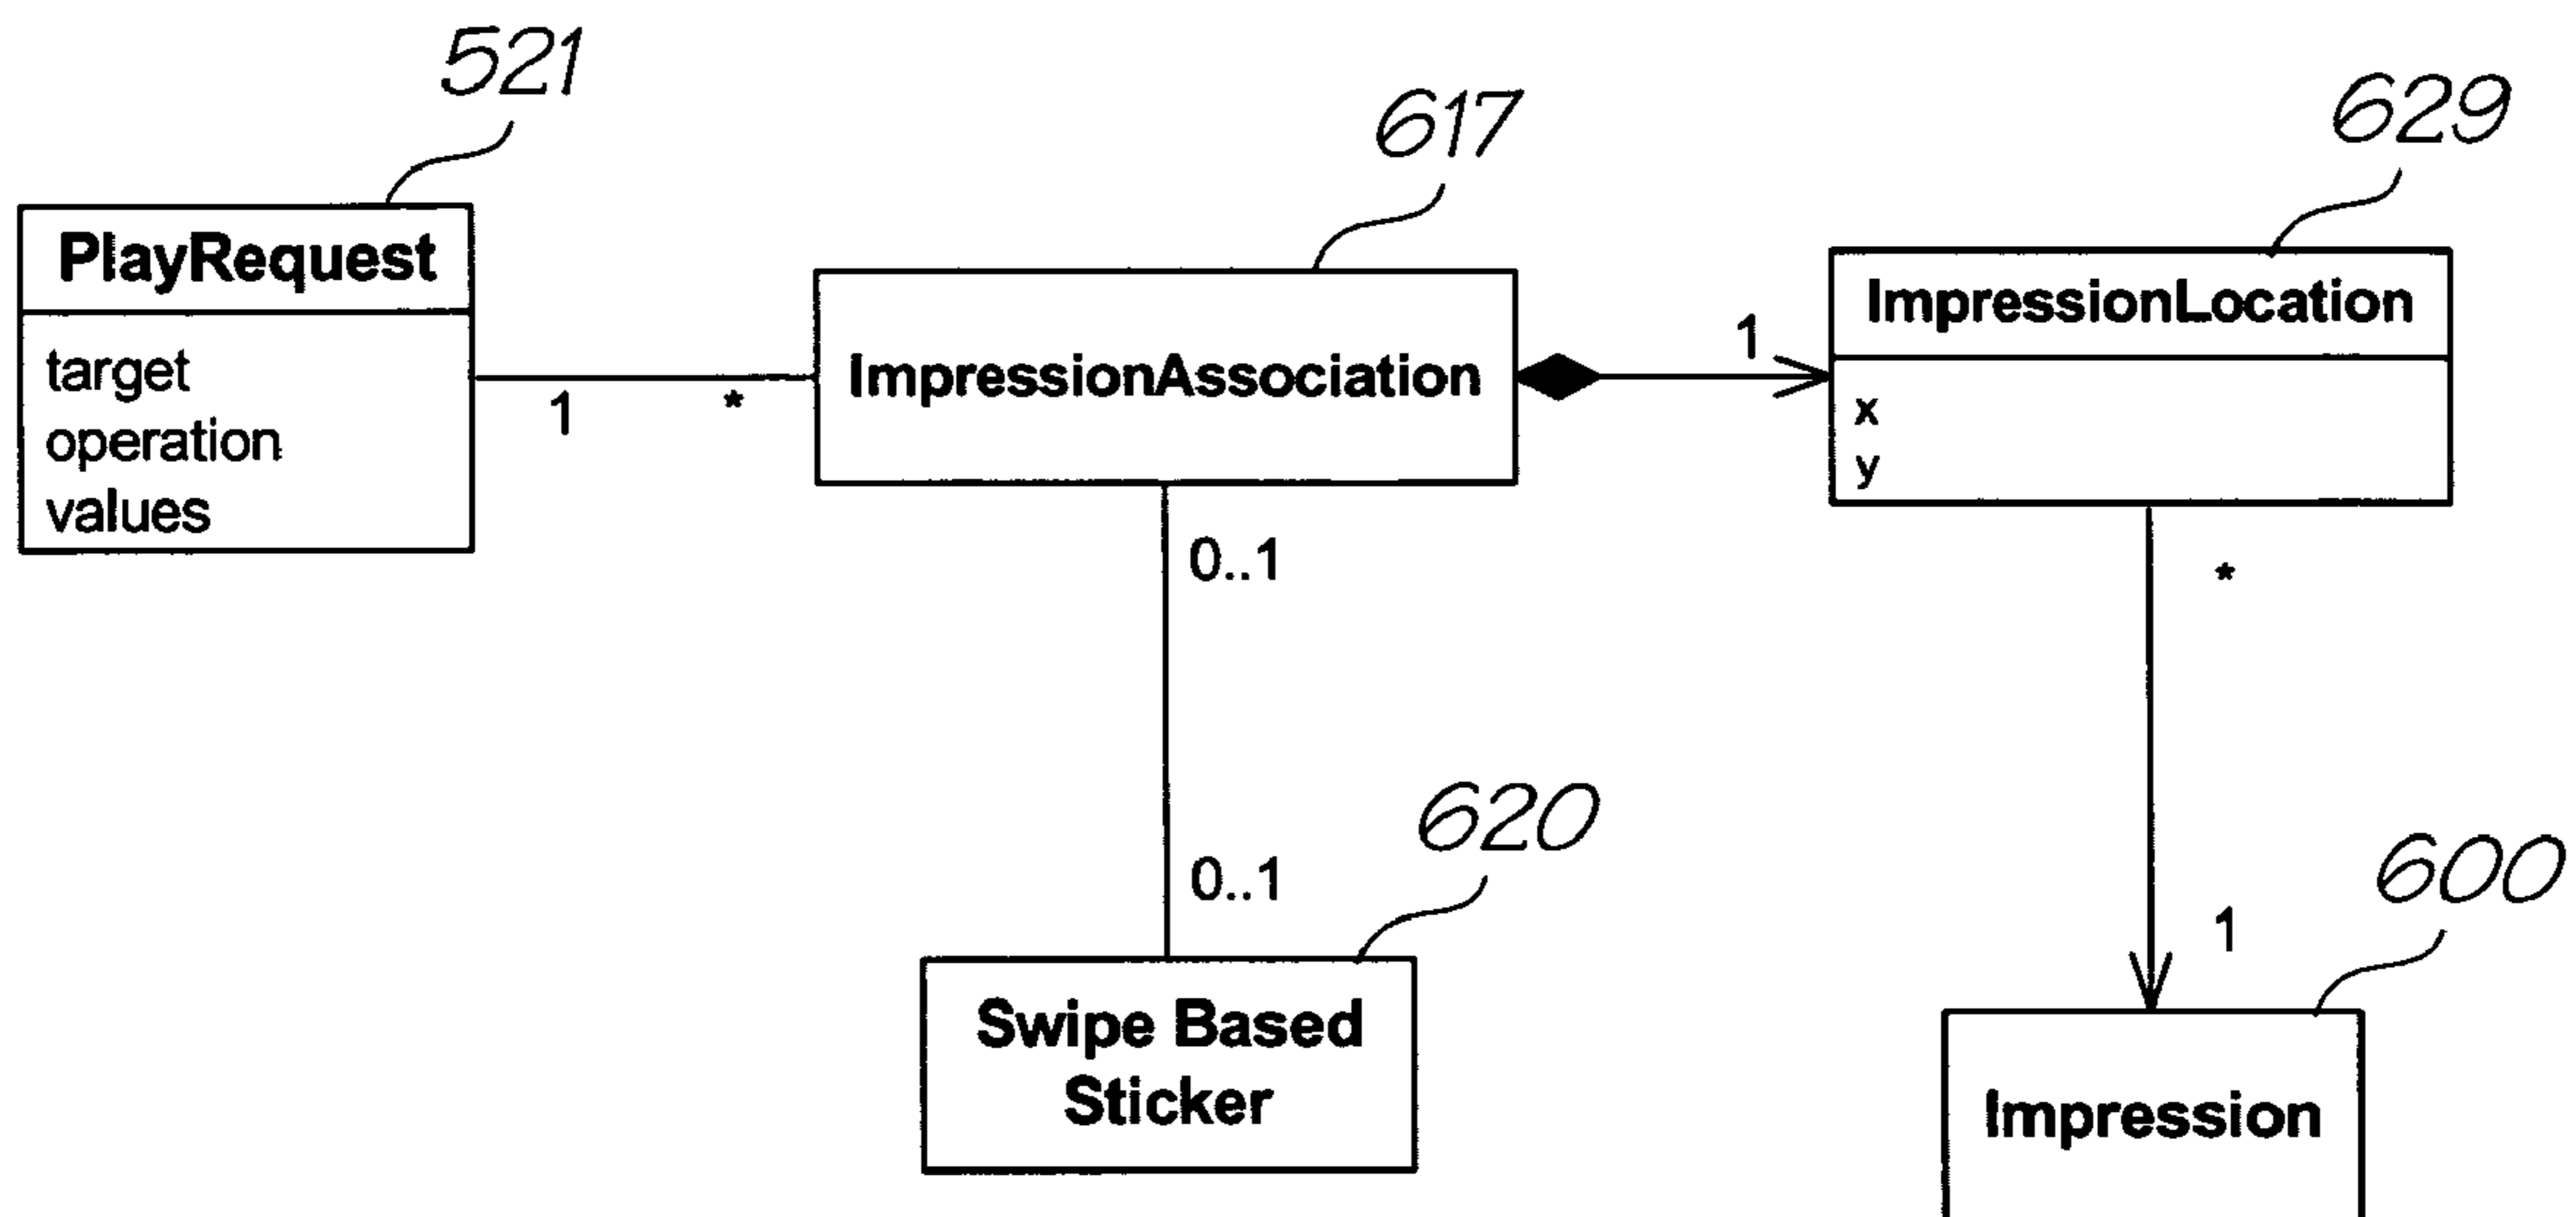 521
617
629
PlayRequest
target
operation
values
1
*
ImpressionAssociation
1
ImpressionLocation
x
y
0..1
0..1
*
1
620
600
Swipe Based
Sticker
Impression